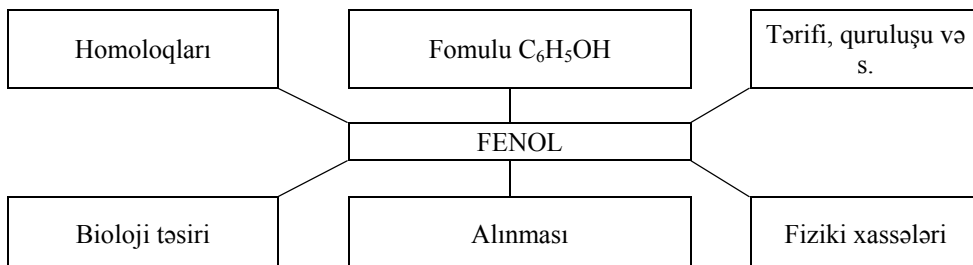 Homoloqları
Fomulu C₆H₅OH
Tərifi, quruluşu və
s.
FENOL
Bioloji təsiri
Alınması
Fiziki xassələri